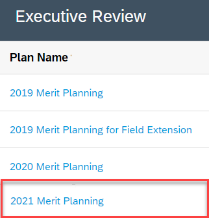 Executive Review
Plan Name
2019 Merit Planning
2019 Merit Planning for Field Extension
2020 Merit Planning
2021 Merit Planning